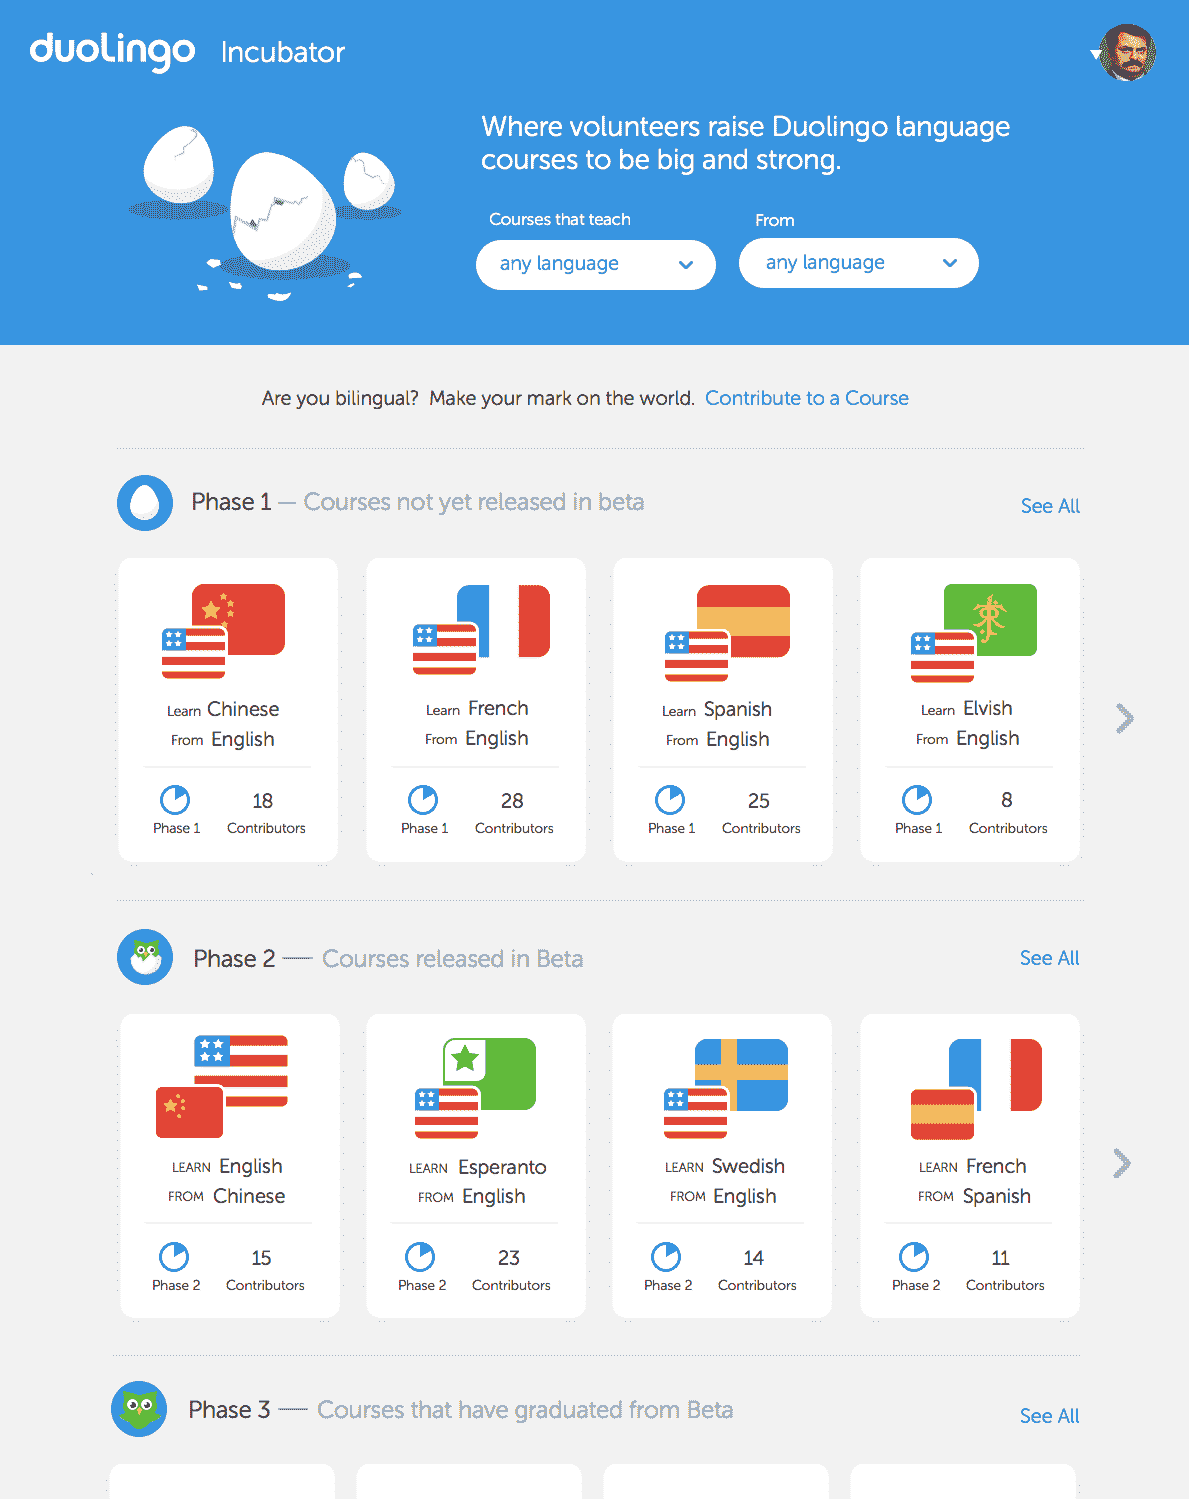 duolingo Incubator
Where volunteers raise Duolingo language
courses to be big and strong.
Courses that teach
From
any language
any language
Are you bilingual? Make your mark on the world. Contribute to a Course
Phase 1 — Courses not yet released in beta
See All
Learn Chinese
From English
Phase 1
18
Contributors
Learn French
From English
Phase 1
28
Contributors
Learn Spanish
From English
Phase 1
25
Contributors
Learn Elvish
From English
Phase 1
8
Contributors
Phase 2 — Courses released in Beta
See All
LEARN English
FROM Chinese
Phase 2
15
Contributors
LEARN Esperanto
FROM English
Phase 2
23
Contributors
LEARN Swedish
FROM English
Phase 2
14
Contributors
LEARN French
FROM Spanish
Phase 2
11
Contributors
Phase 3 — Courses that have graduated from Beta
See All